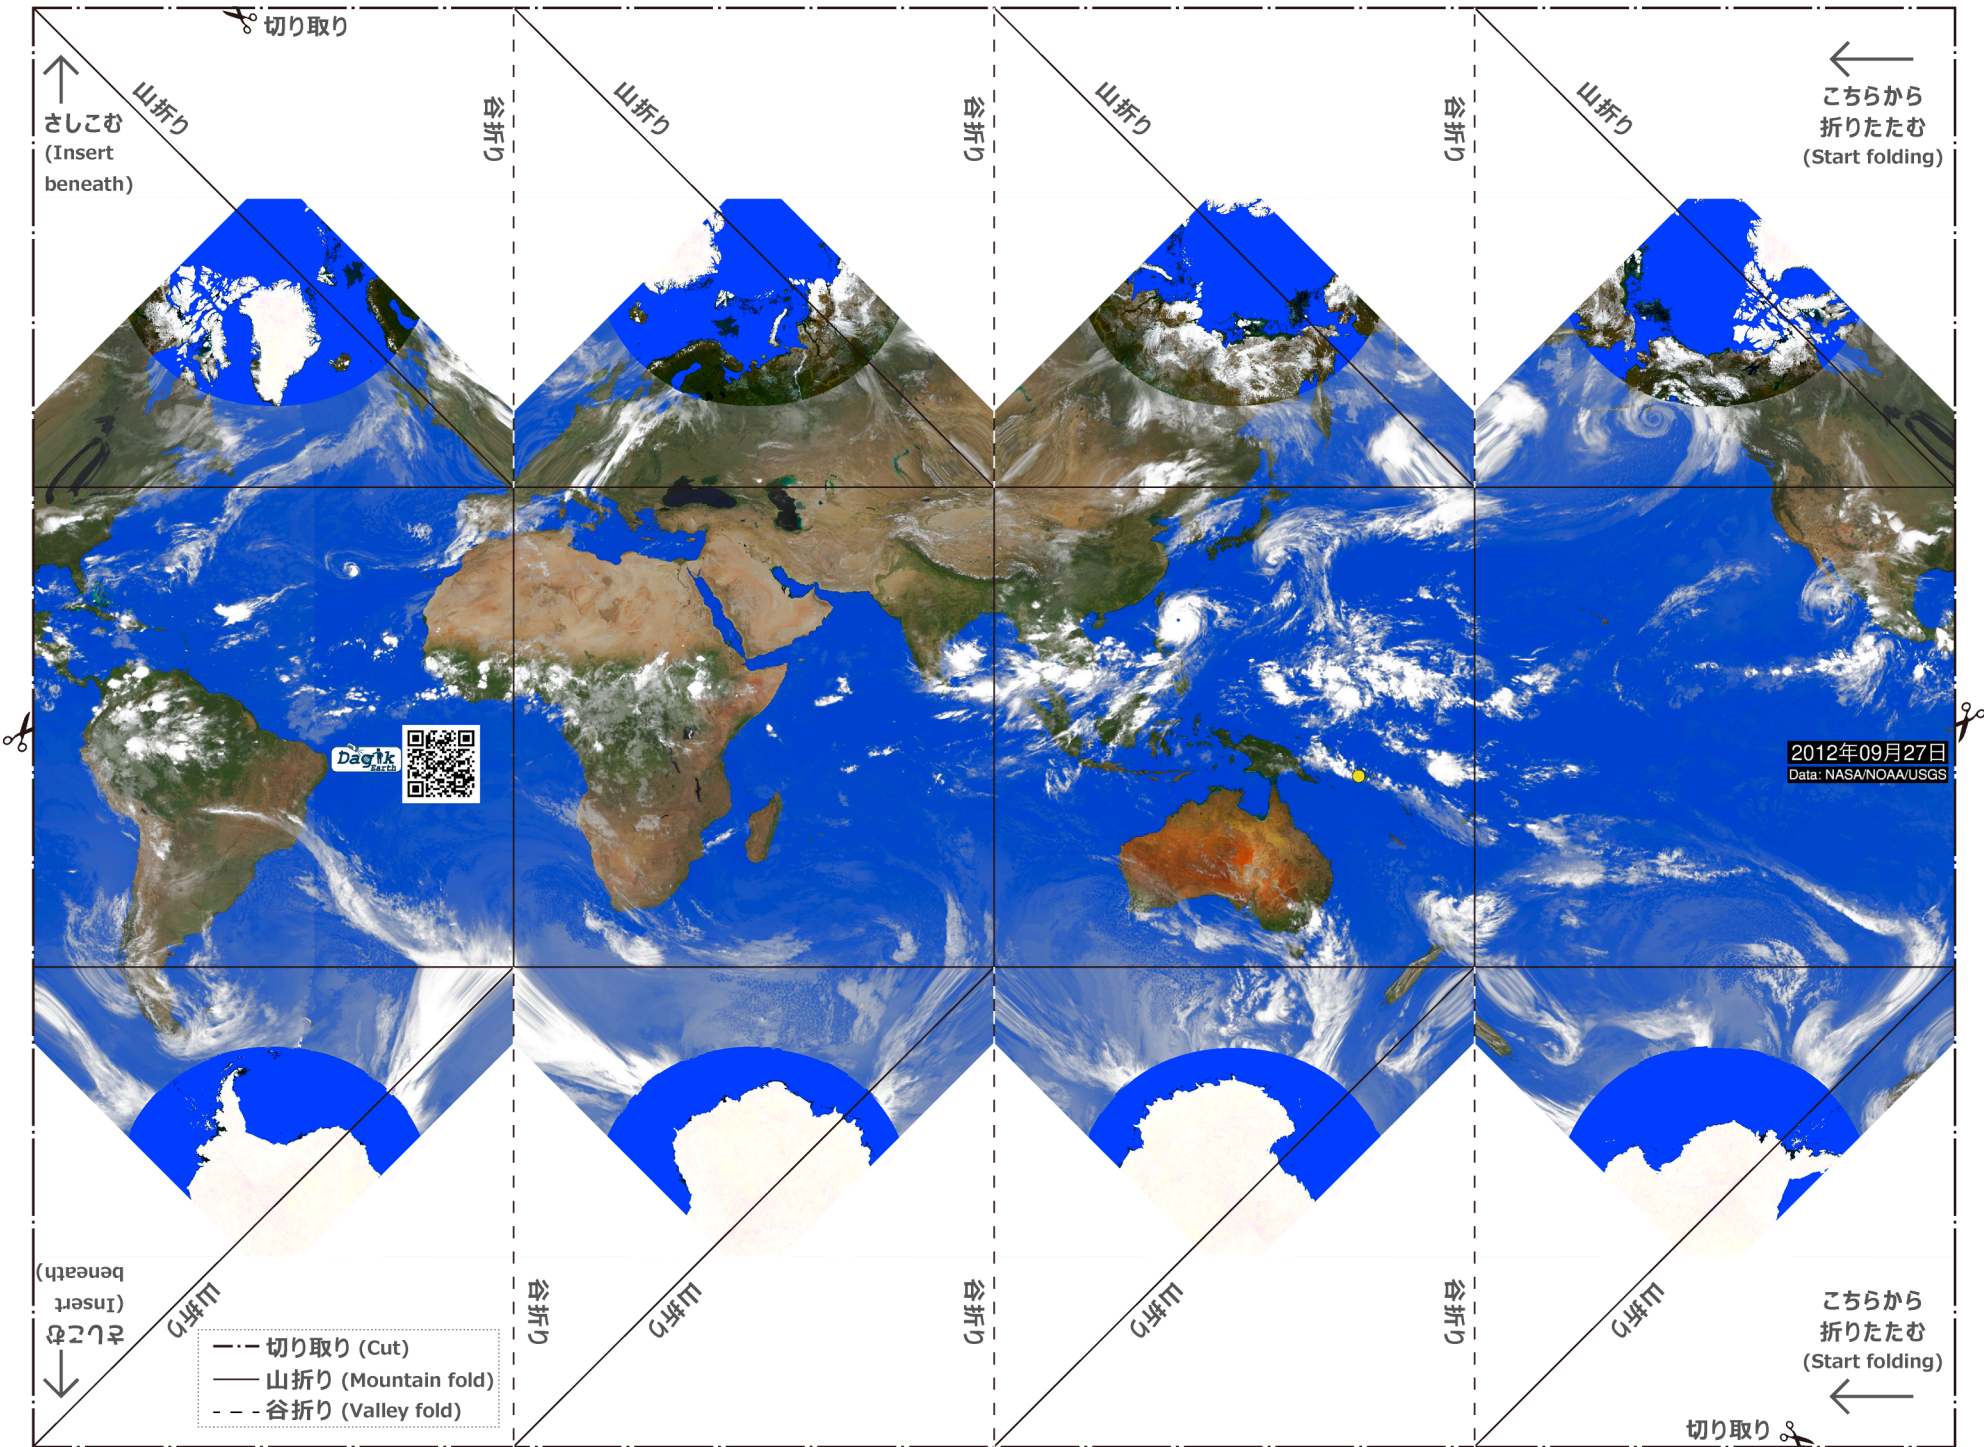 切り取り
さしこむ
(Insert
beneath)
山折り
谷折り
山折り
谷折り
山折り
谷折り
山折り
こちらから
折りたたむ
(Start folding)
Dagik
Earth
2012年09月27日
Data: NASA/NOAA/USGS
さしこむ
(Insert
beneath)
山折り
谷折り
山折り
谷折り
山折り
谷折り
山折り
こちらから
折りたたむ
(Start folding)
切り取り (Cut)
山折り (Mountain fold)
谷折り (Valley fold)
切り取り